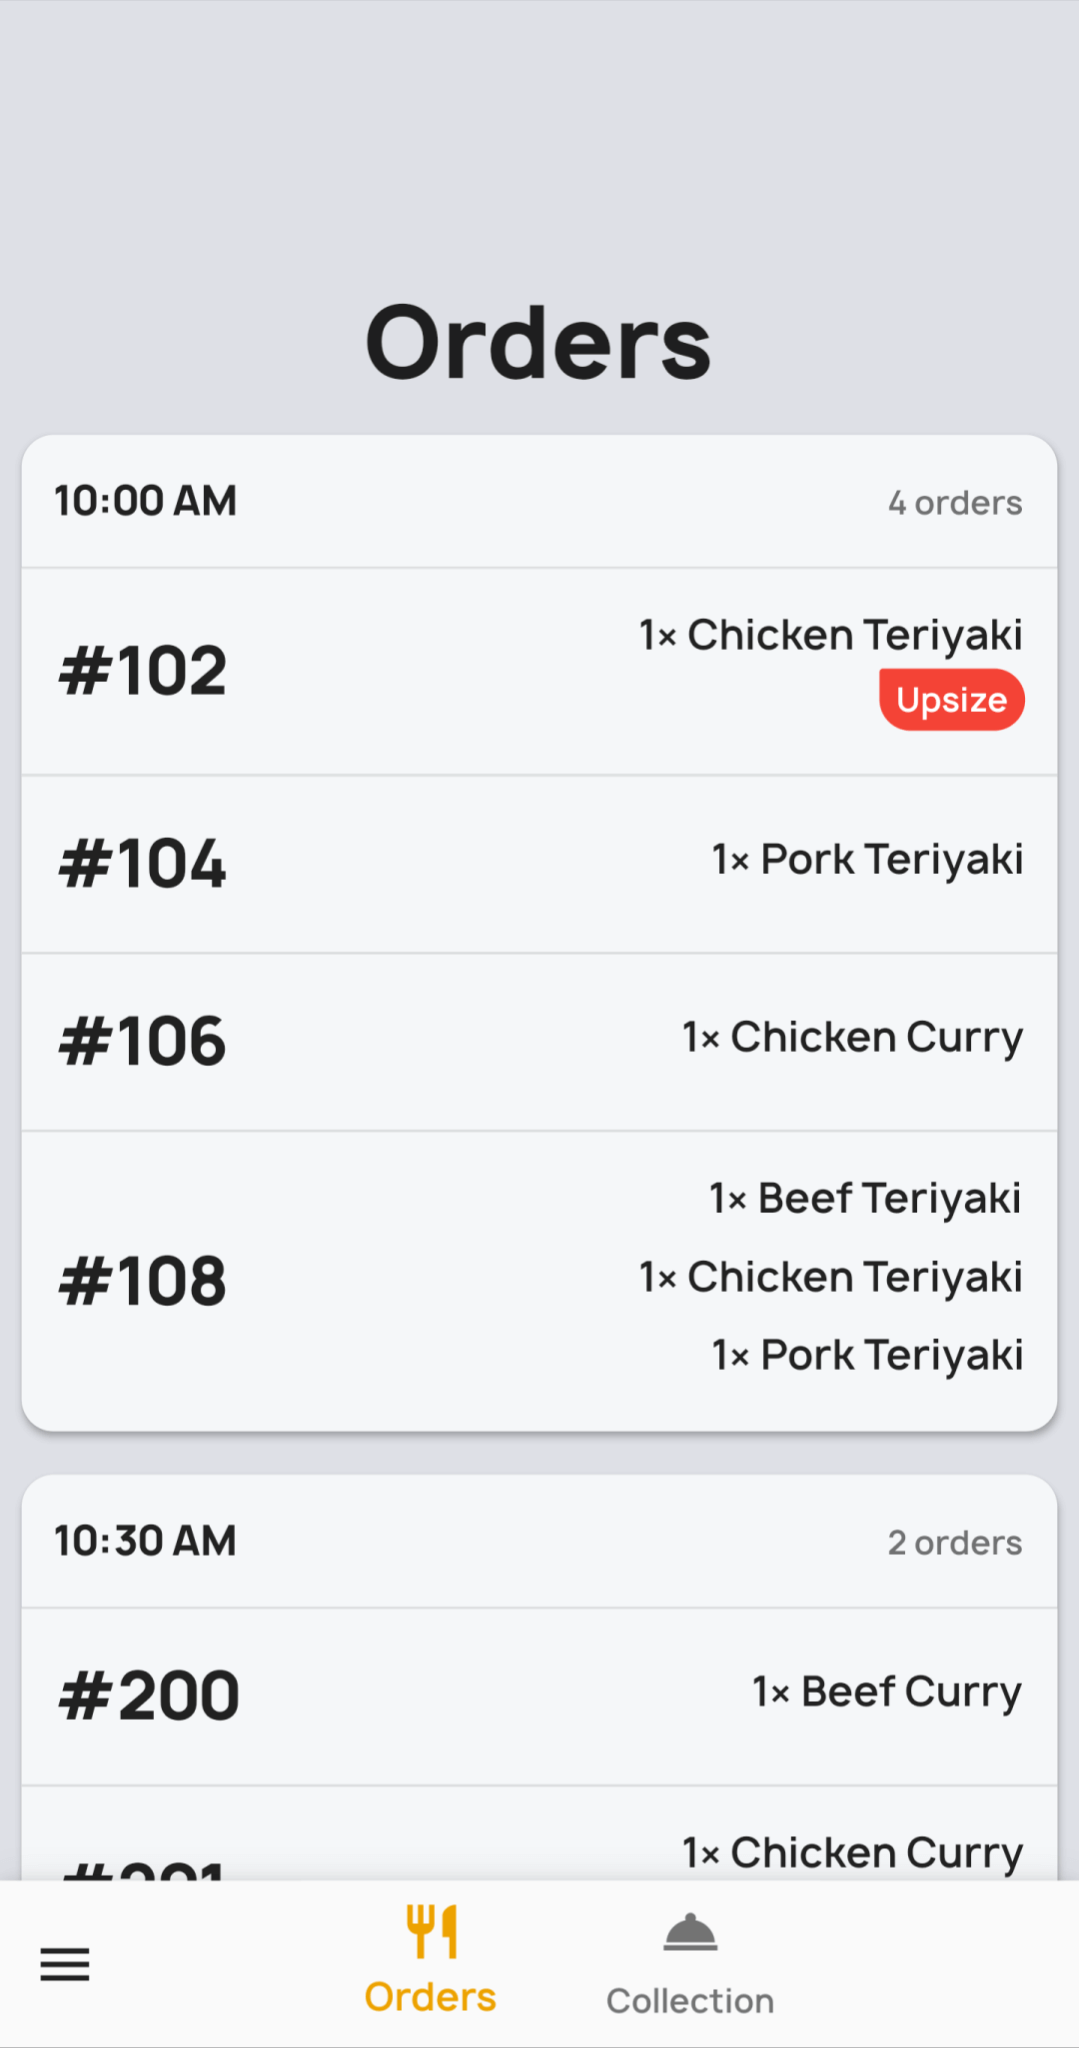 Orders
10:00 AM 4 orders
#102
1× Chicken Teriyaki
Upsize
#104 1× Pork Teriyaki
#106 1× Chicken Curry
#108
1× Beef Teriyaki
1× Chicken Teriyaki
1× Pork Teriyaki
10:30 AM 2 orders
#200 1× Beef Curry
1× Chicken Curry
Orders
Collection